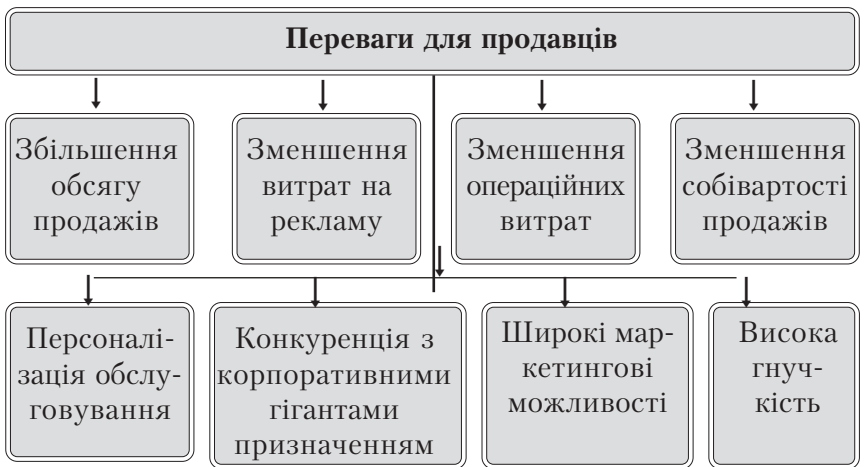 Переваги для продавців
Збільшення
обсягу
продажів
Зменшення
витрат на
рекламу
Зменшення
операційних
витрат
Зменшення
собівартості
продажів
Персоналі-
зація обслу-
говування
Конкуренція з
корпоративними
гігантами
призначенням
Широкі мар-
кетингові
можливості
Висока
гнуч-
кість